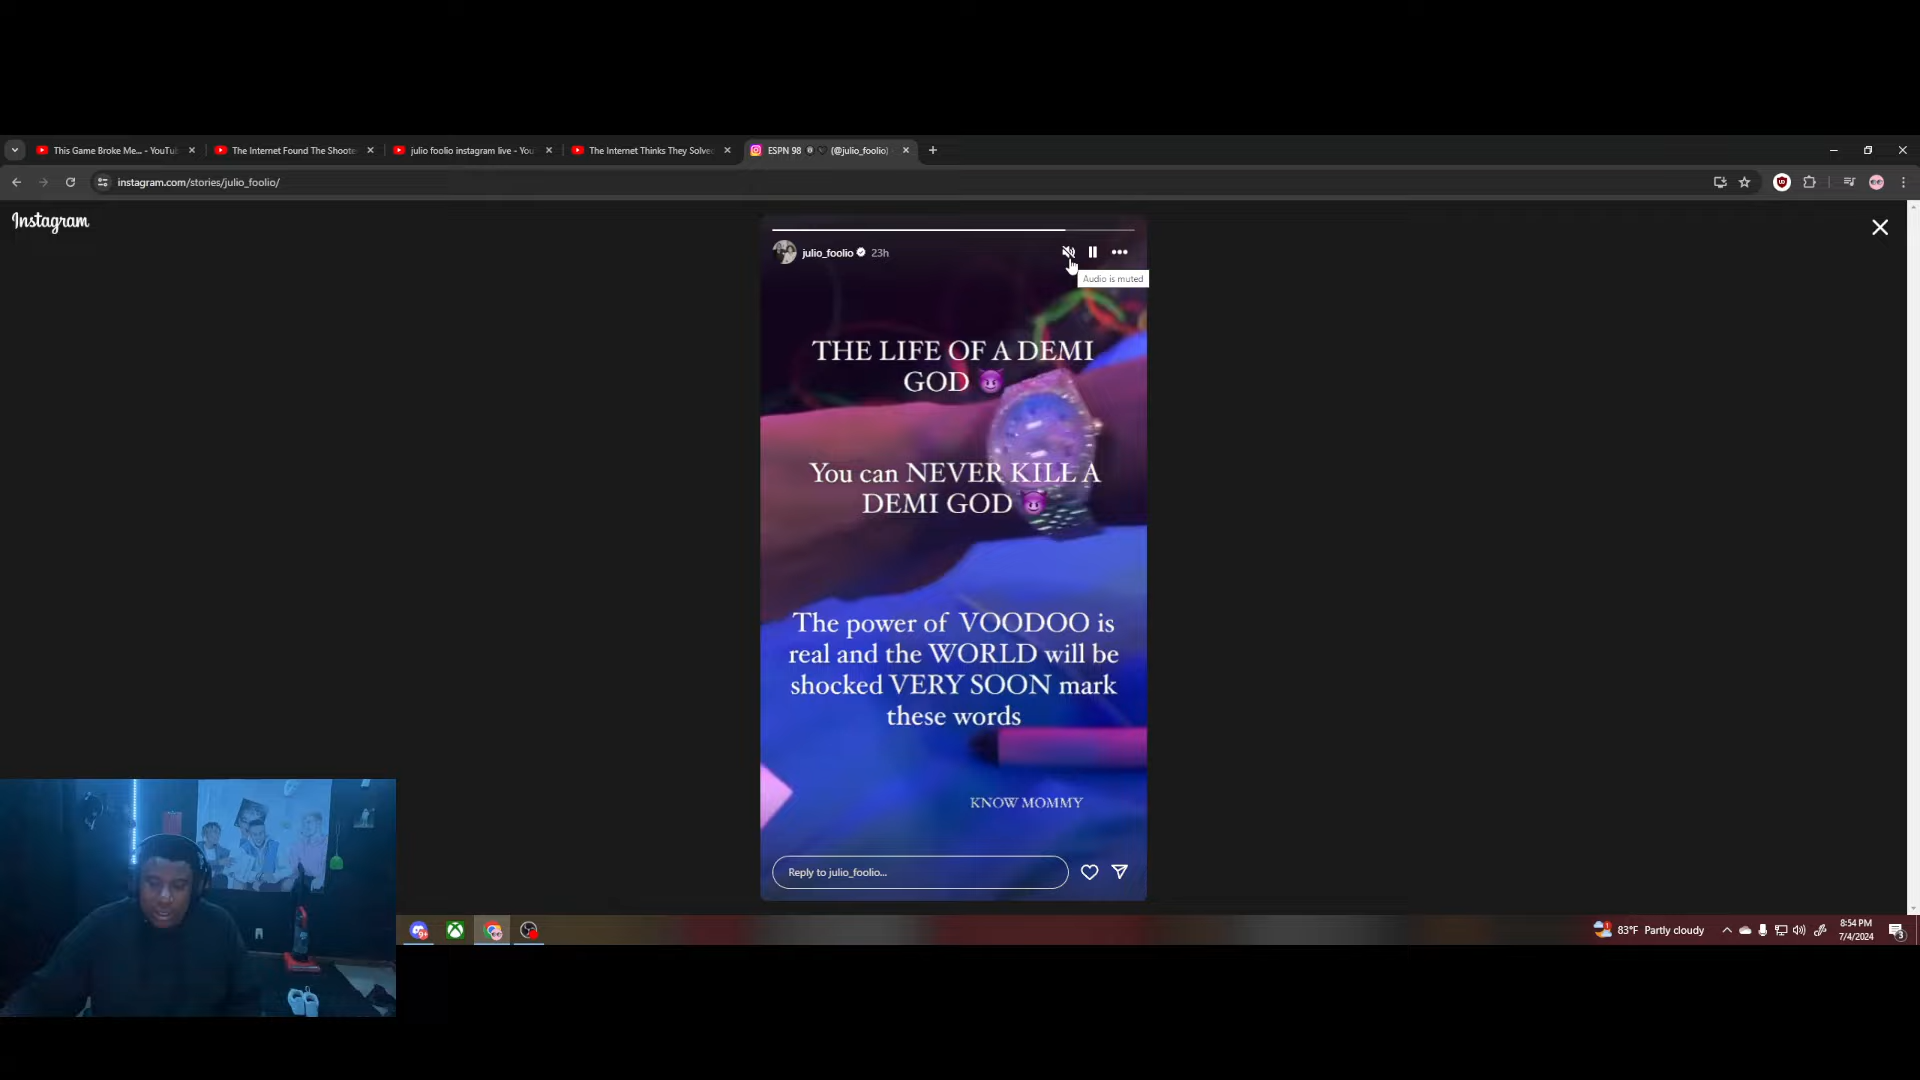 This Game Broke Me... - YouTu
The Internet Found The Shoote
julio foolio instagram live - You
The Internet Thinks They Solve
ESPN 98 (@julio_foolio)
instagram.com/stories/julio_foolio/
Instagram
julio_foolio 23h
Audio is muted
THE LIFE OF A DEMI
GOD 😈
You can NEVER KILL A
DEMI GOD 😈
The power of VOODOO is
real and the WORLD will be
shocked VERY SOON mark
these words
KNOW MOMMY
Reply to julio_foolio...
83°F Partly cloudy
8:54 PM
7/4/2024